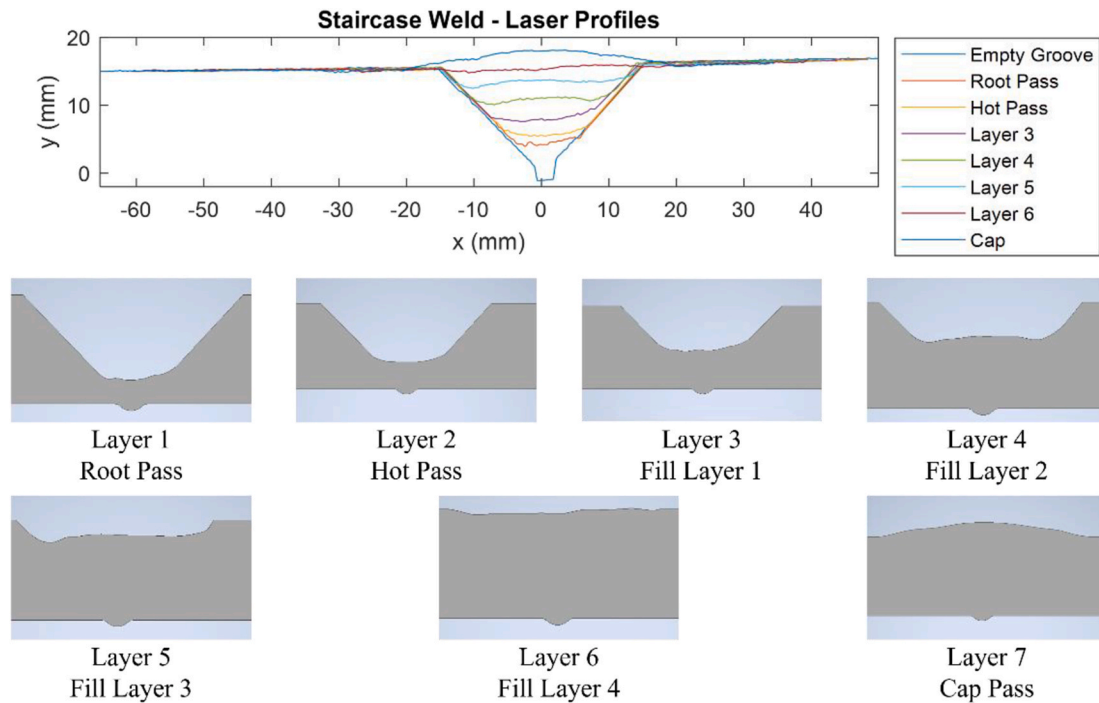 Staircase Weld - Laser Profiles
20
10
0
y (mm)
-60 -50 -40 -30 -20 -10 0 10 20 30 40
x (mm)
Empty Groove
Root Pass
Hot Pass
Layer 3
Layer 4
Layer 5
Layer 6
Cap
Layer 1 Layer 2 Layer 3 Layer 4
Root Pass Hot Pass Fill Layer 1 Fill Layer 2
Layer 5 Layer 6 Layer 7
Fill Layer 3 Fill Layer 4 Cap Pass